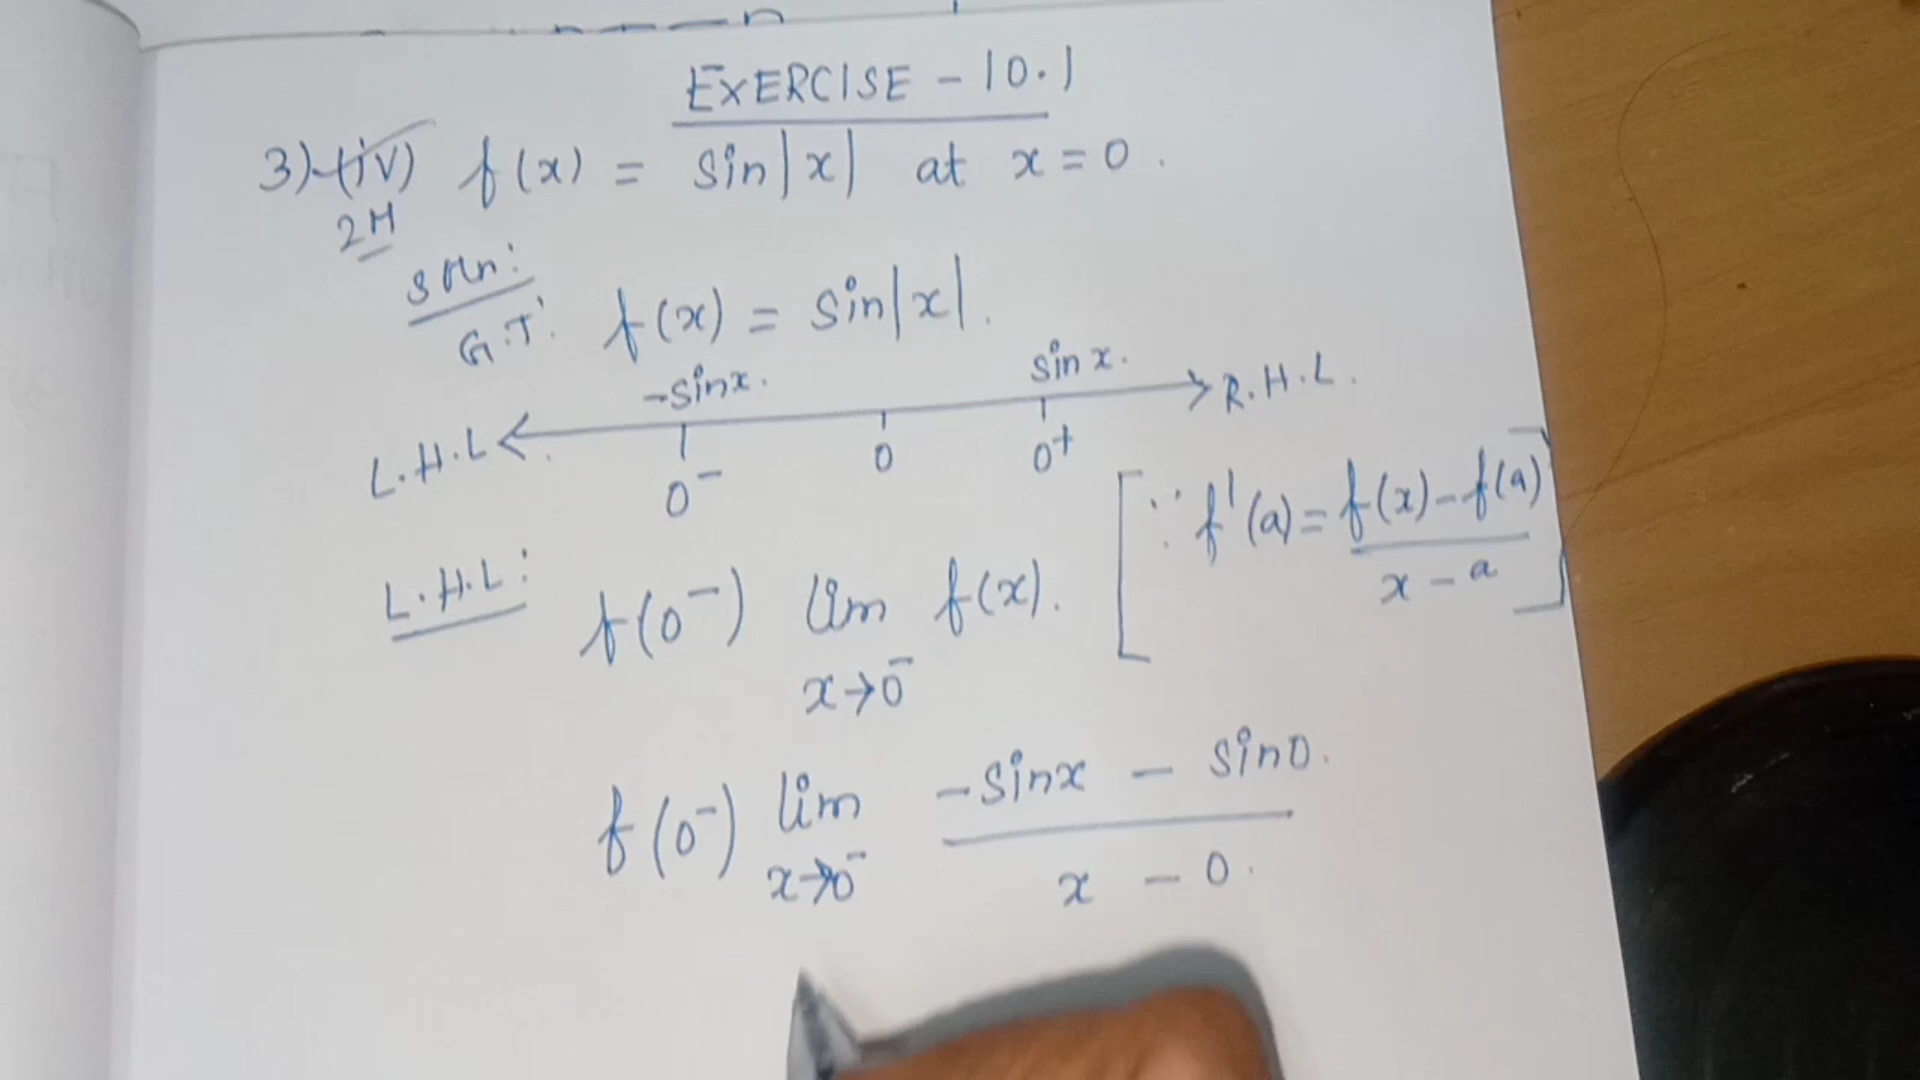 EXERCISE - 10.1
3) (iv) f(x) = sin|x| at x = 0.
2M
Soln:
G.T. f(x) = sin|x|.
-sinx. sin x.
L.H.L 0⁻ 0 0⁺ R.H.L.
[∵ f'(a) = f(x) - f(a) / x - a]
L.H.L: f(0⁻) lim f(x).
x→0⁻
f(0⁻) lim -sinx - sin0.
x→0⁻ x - 0.